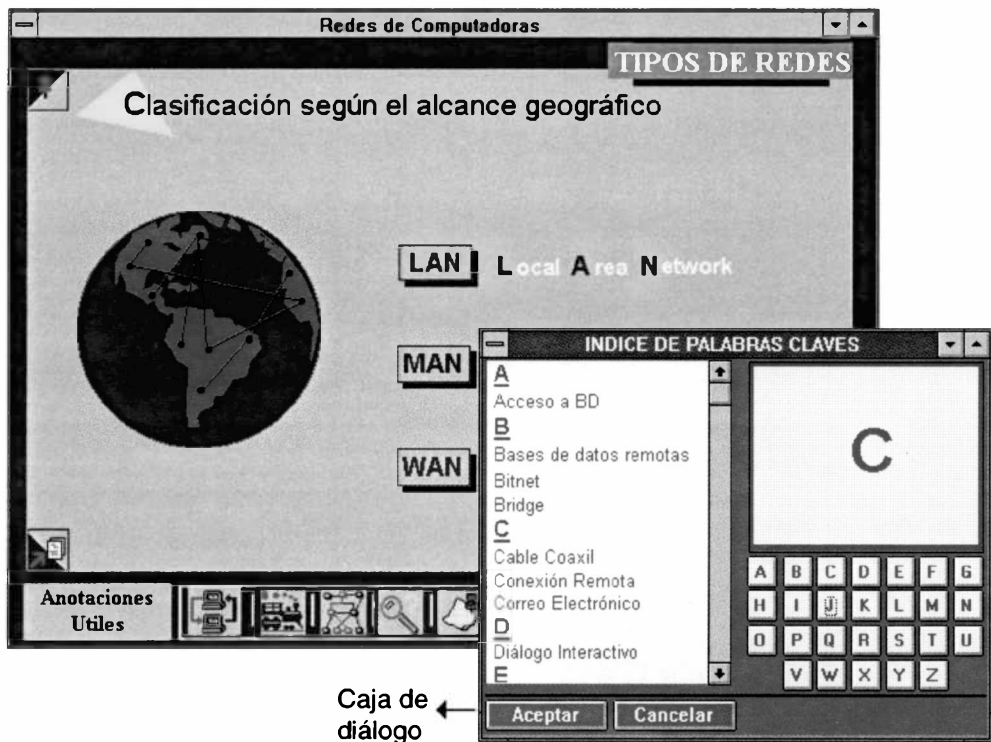 Redes de Computadoras
TIPOS DE REDES
Clasificación según el alcance geográfico
LAN Local Area Network
MAN
WAN
Anotaciones
Utiles
INDICE DE PALABRAS CLAVES
A
Acceso a BD
B
Bases de datos remotas
Bitnet
Bridge
C
Cable Coaxil
Conexión Remota
Correo Electrónico
D
Diálogo Interactivo
E
C
A B C D E F G
H I J K L M N
O P Q R S T U
V W X Y Z
Aceptar Cancelar
Caja de
diálogo